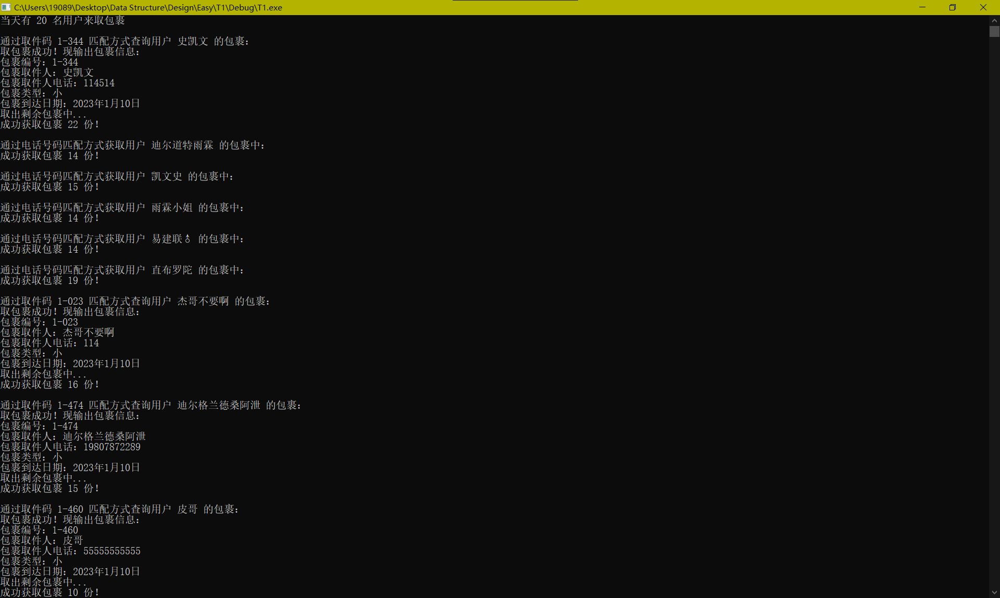 C:\Users\19089\Desktop\Data Structure\Design\Easy\T1\Debug\T1.exe
当天有 20 名用户来取包裹
通过取件码 1-344 匹配方式查询用户 史凯文 的包裹:
取包裹成功! 现输出包裹信息:
包裹编号: 1-344
包裹取件人: 史凯文
包裹取件人电话: 114514
包裹类型: 小
包裹到达日期: 2023年1月10日
取出剩余包裹中...
成功获取包裹 22 份!
通过电话号码匹配方式获取用户 迪尔道特雨霖 的包裹中:
成功获取包裹 14 份!
通过电话号码匹配方式获取用户 凯文史 的包裹中:
成功获取包裹 15 份!
通过电话号码匹配方式获取用户 雨霖小姐 的包裹中:
成功获取包裹 14 份!
通过电话号码匹配方式获取用户 易建联♂ 的包裹中:
成功获取包裹 14 份!
通过电话号码匹配方式获取用户 直布罗陀 的包裹中:
成功获取包裹 19 份!
通过取件码 1-023 匹配方式查询用户 杰哥不要啊 的包裹:
取包裹成功! 现输出包裹信息:
包裹编号: 1-023
包裹取件人: 杰哥不要啊
包裹取件人电话: 114
包裹类型: 小
包裹到达日期: 2023年1月10日
取出剩余包裹中...
成功获取包裹 16 份!
通过取件码 1-474 匹配方式查询用户 迪尔格兰德桑阿泄 的包裹:
取包裹成功! 现输出包裹信息:
包裹编号: 1-474
包裹取件人: 迪尔格兰德桑阿泄
包裹取件人电话: 19807872289
包裹类型: 小
包裹到达日期: 2023年1月10日
取出剩余包裹中...
成功获取包裹 15 份!
通过取件码 1-460 匹配方式查询用户 皮哥 的包裹:
取包裹成功! 现输出包裹信息:
包裹编号: 1-460
包裹取件人: 皮哥
包裹取件人电话: 55555555555
包裹类型: 小
包裹到达日期: 2023年1月10日
取出剩余包裹中...
成功获取包裹 10 份!